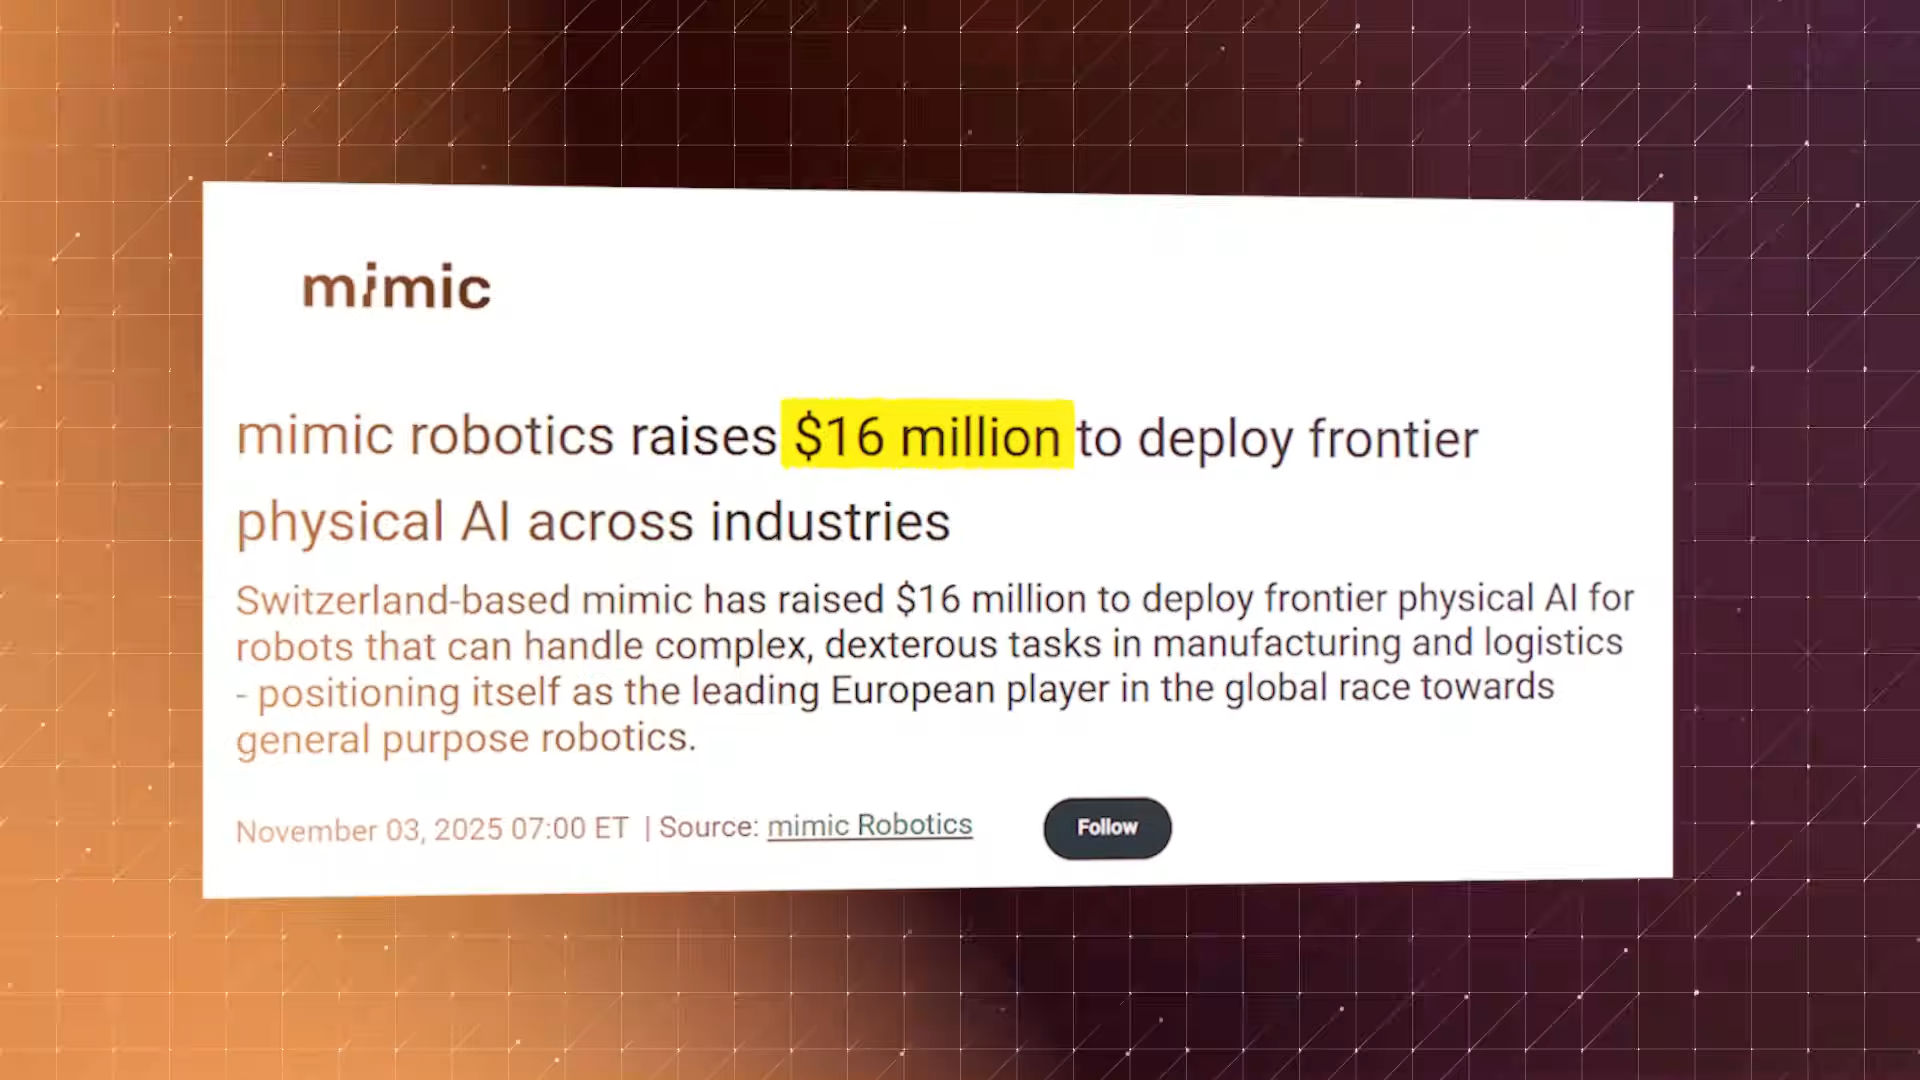 mimic
mimic robotics raises $16 million to deploy frontier
physical AI across industries
Switzerland-based mimic has raised $16 million to deploy frontier physical AI for
robots that can handle complex, dexterous tasks in manufacturing and logistics
- positioning itself as the leading European player in the global race towards
general purpose robotics.
November 03, 2025 07:00 ET | Source: mimic Robotics Follow